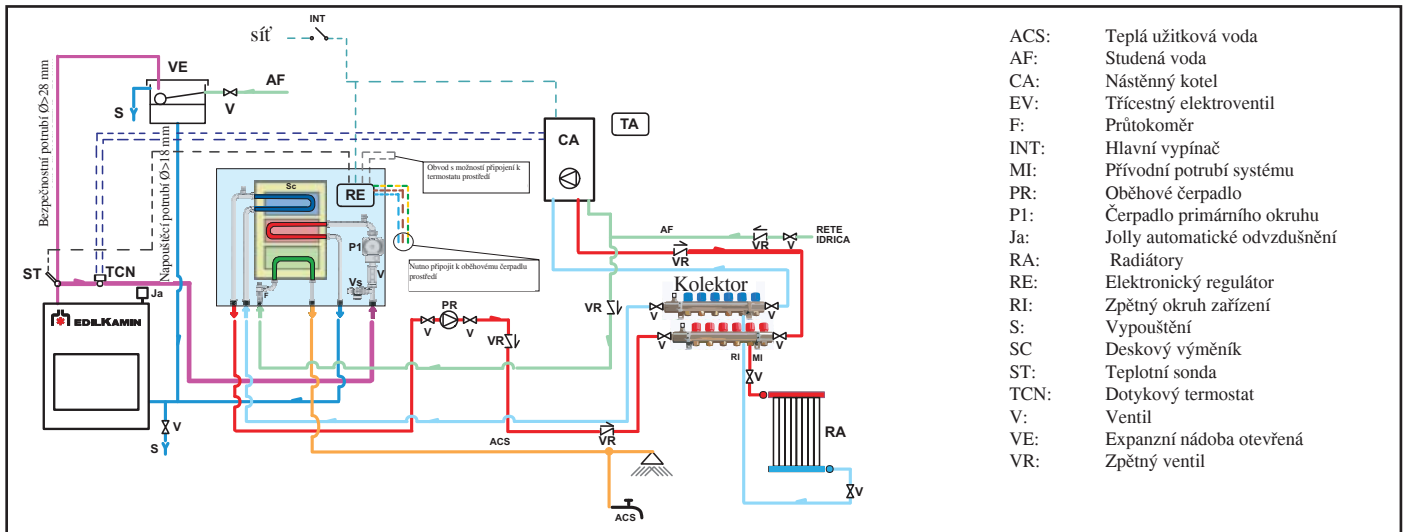 síť
INT
VE
AF
S
V
Bezpečnostní potrubí Ø>28 mm
Napouštěcí potrubí Ø>18 mm
CA
TA
Obvod s možností připojení k
termostatu prostředí
Sc
RE
P1
V
Vs
F
Nutno připojit k oběhovému čerpadlu
prostředí
AF
VR
V
RETE
IDRICA
VR
ST
TCN
Ja
EDILKAMIN
Kolektor
V
V
VR
PR
V
V
VR
V
V
RI
MI
V
RA
V
S
ACS
VR
V
ACS
ACS: Teplá užitková voda
AF: Studená voda
CA: Nástěnný kotel
EV: Třícestný elektroventil
F: Průtokoměr
INT: Hlavní vypínač
MI: Přívodní potrubí systému
PR: Oběhové čerpadlo
P1: Čerpadlo primárního okruhu
Ja: Jolly automatické odvzdušnění
RA: Radiátory
RE: Elektronický regulátor
RI: Zpětný okruh zařízení
S: Vypouštění
SC Deskový výměník
ST: Teplotní sonda
TCN: Dotykový termostat
V: Ventil
VE: Expanzní nádoba otevřená
VR: Zpětný ventil